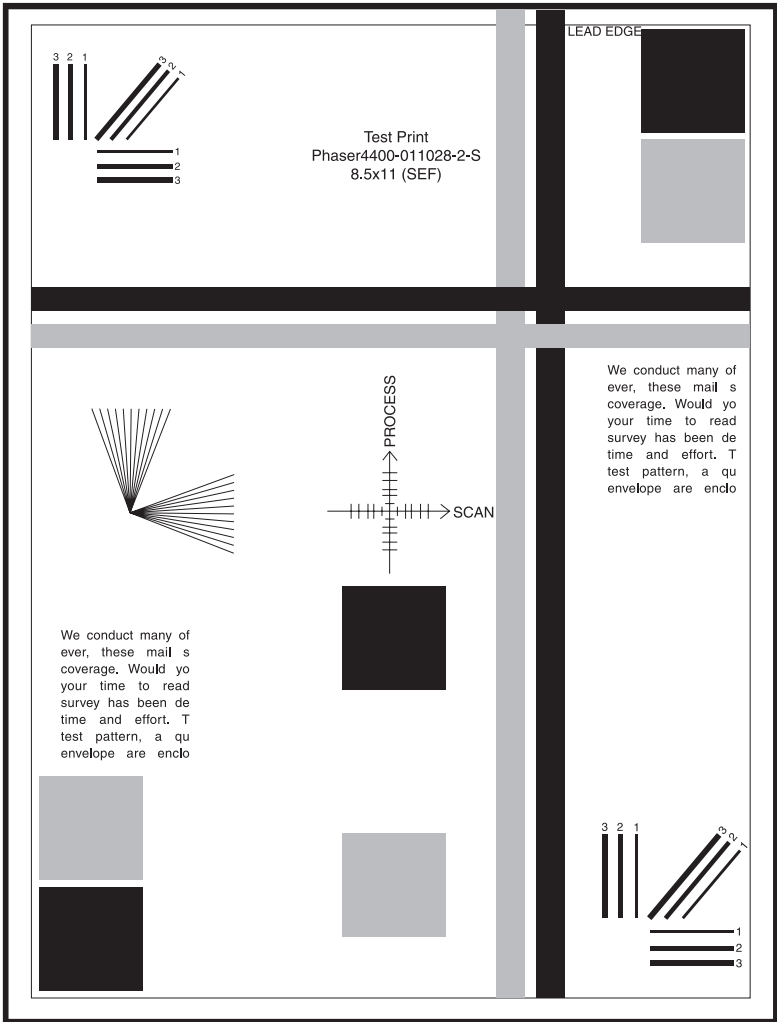 LEAD EDGE
3 2 1
3
2
1
1
2
3
Test Print
Phaser4400-011028-2-S
8.5x11 (SEF)
We conduct many of
ever, these mail s
coverage. Would yo
your time to read
survey has been de
time and effort. T
test pattern, a qu
envelope are enclo
PROCESS
SCAN
We conduct many of
ever, these mail s
coverage. Would yo
your time to read
survey has been de
time and effort. T
test pattern, a qu
envelope are enclo
3 2 1
3
2
1
1
2
3